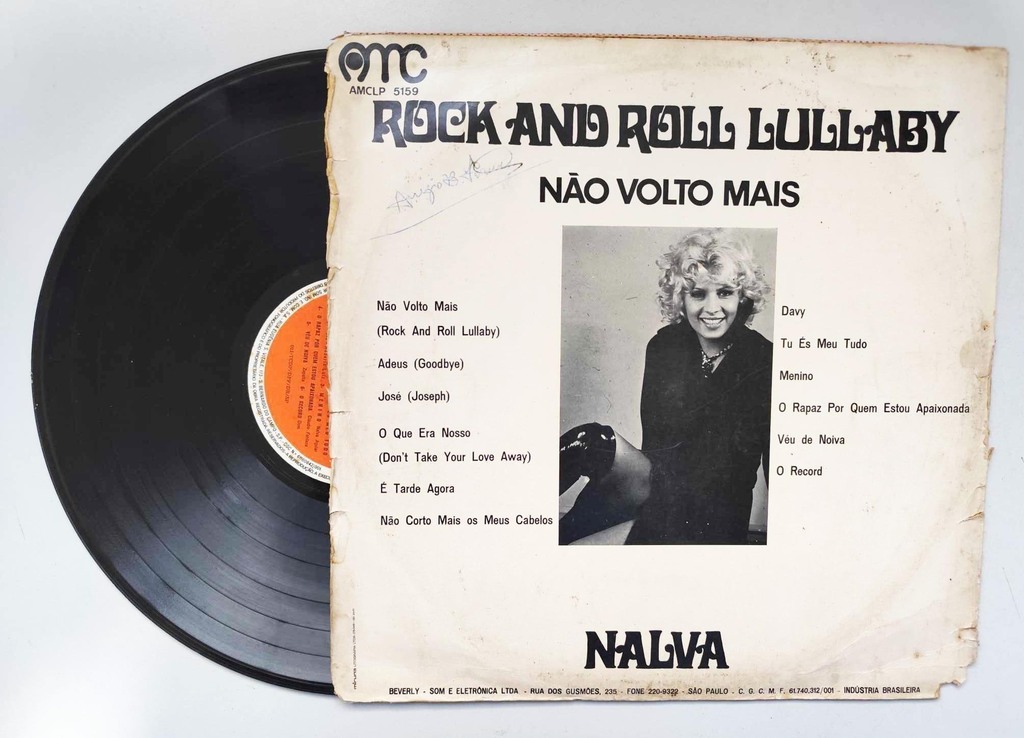 AMC
AMCLP 5159
ROCK AND ROLL LULLABY
NÃO VOLTO MAIS
Não Volto Mais
(Rock And Roll Lullaby)
Adeus (Goodbye)
José (Joseph)
O Que Era Nosso
(Don't Take Your Love Away)
É Tarde Agora
Não Corto Mais os Meus Cabelos
Davy
Tu És Meu Tudo
Menino
O Rapaz Por Quem Estou Apaixonada
Véu de Noiva
O Record
NALVA
BEVERLY - SOM E ELETRÔNICA LTDA - RUA DOS GUSMÕES, 235 - FONE 220-9322 - SÃO PAULO - C. G. C. M. F. 61.740.312/001 - INDÚSTRIA BRASILEIRA